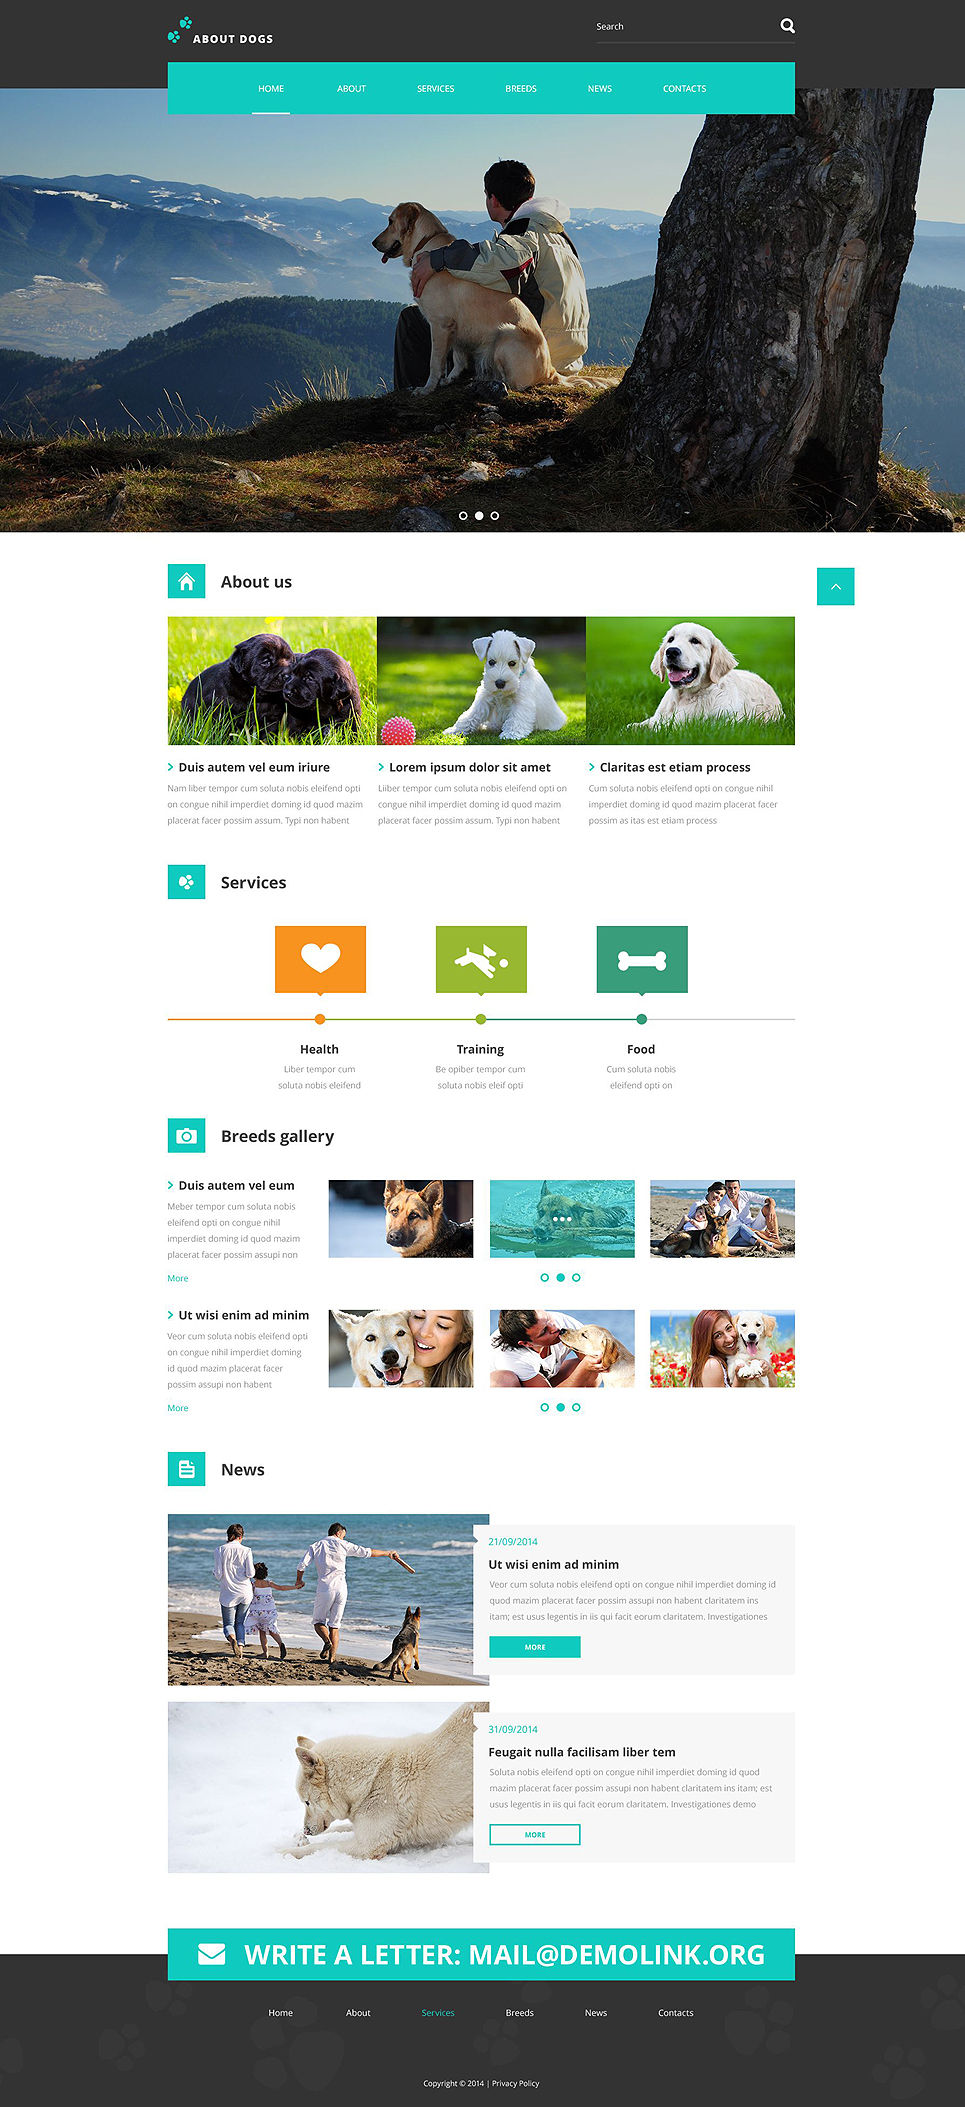 ABOUT DOGS
Search
HOME
ABOUT
SERVICES
BREEDS
NEWS
CONTACTS
About us
Duis autem vel eum iriure
Nam liber tempor cum soluta nobis eleifend opti
on congue nihil imperdiet doming id quod mazim
placerat facer possim assum. Typi non habent
Lorem ipsum dolor sit amet
Liiber tempor cum soluta nobis eleifend opti on
congue nihil imperdiet doming id quod mazim
placerat facer possim assum. Typi non habent
Claritas est etiam process
Cum soluta nobis eleifend opti on congue nihil
imperdiet doming id quod mazim placerat facer
possim as itas est etiam process
Services
Health
Liber tempor cum
soluta nobis eleifend
Training
Be opiber tempor cum
soluta nobis eleif opti
Food
Cum soluta nobis
eleifend opti on
Breeds gallery
Duis autem vel eum
Meber tempor cum soluta nobis
eleifend opti on congue nihil
imperdiet doming id quod mazim
placerat facer possim assupi non
More
Ut wisi enim ad minim
Veor cum soluta nobis eleifend opti
on congue nihil imperdiet doming
id quod mazim placerat facer
possim assupi non habent
More
News
21/09/2014
Ut wisi enim ad minim
Veor cum soluta nobis eleifend opti on congue nihil imperdiet doming id
quod mazim placerat facer possim assupi non habent claritatem ins
itam; est usus legentis in iis qui facit eorum claritatem. Investigationes
MORE
31/09/2014
Feugait nulla facilisam liber tem
Soluta nobis eleifend opti on congue nihil imperdiet doming id quod
mazim placerat facer possim assupi non habent claritatem ins itam; est
usus legentis in iis qui facit eorum claritatem. Investigationes demo
MORE
WRITE A LETTER: MAIL@DEMOLINK.ORG
Home
About
Services
Breeds
News
Contacts
Copyright © 2014 | Privacy Policy